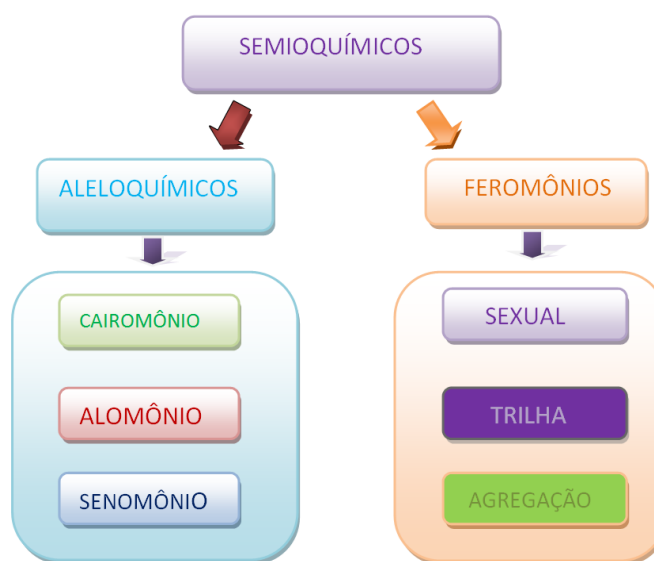 SEMIOQUÍMICOS
ALELOQUÍMICOS
FEROMÔNIOS
CAIROMÔNIO
SEXUAL
ALOMÔNIO
TRILHA
SENOMÔNIO
AGREGAÇÃO